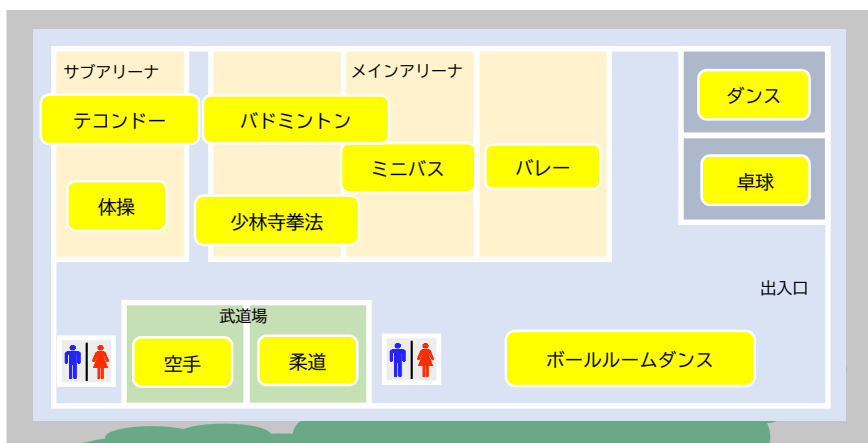 サブアリーナ
メインアリーナ
テコンドー
バドミントン
ダンス
ミニバス
バレー
体操
少林寺拳法
卓球
出入口
武道場
空手
柔道
ボールルームダンス